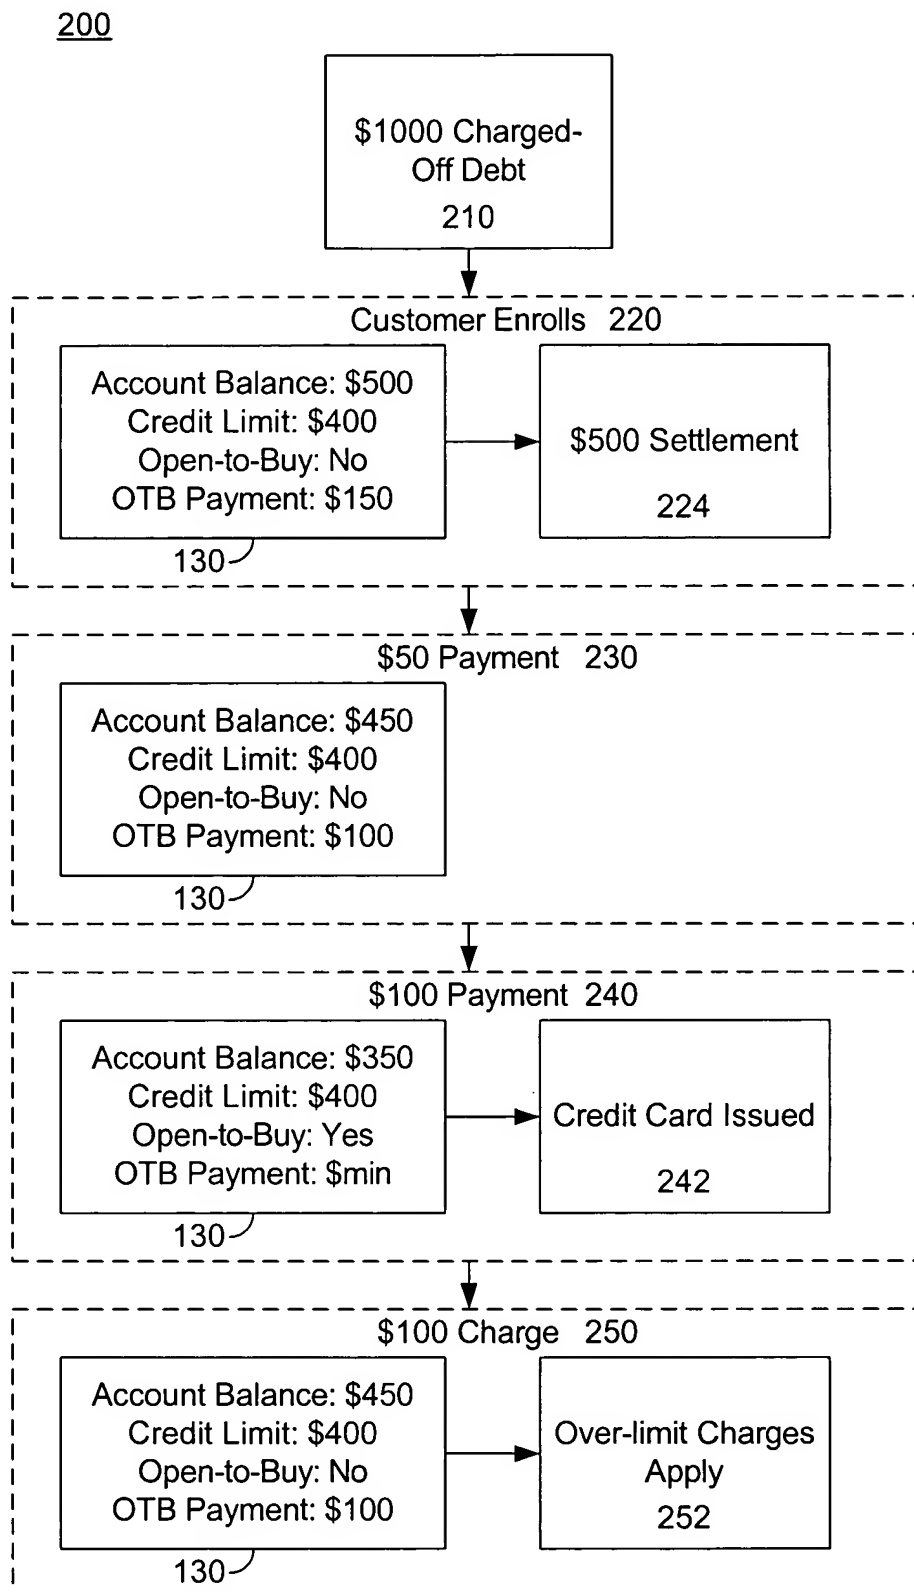 200
$1000 Charged-
Off Debt
210
Customer Enrolls 220
Account Balance: $500
Credit Limit: $400
Open-to-Buy: No
OTB Payment: $150
130
$500 Settlement
224
$50 Payment 230
Account Balance: $450
Credit Limit: $400
Open-to-Buy: No
OTB Payment: $100
130
$100 Payment 240
Account Balance: $350
Credit Limit: $400
Open-to-Buy: Yes
OTB Payment: $min
130
Credit Card Issued
242
$100 Charge 250
Account Balance: $450
Credit Limit: $400
Open-to-Buy: No
OTB Payment: $100
130
Over-limit Charges
Apply
252